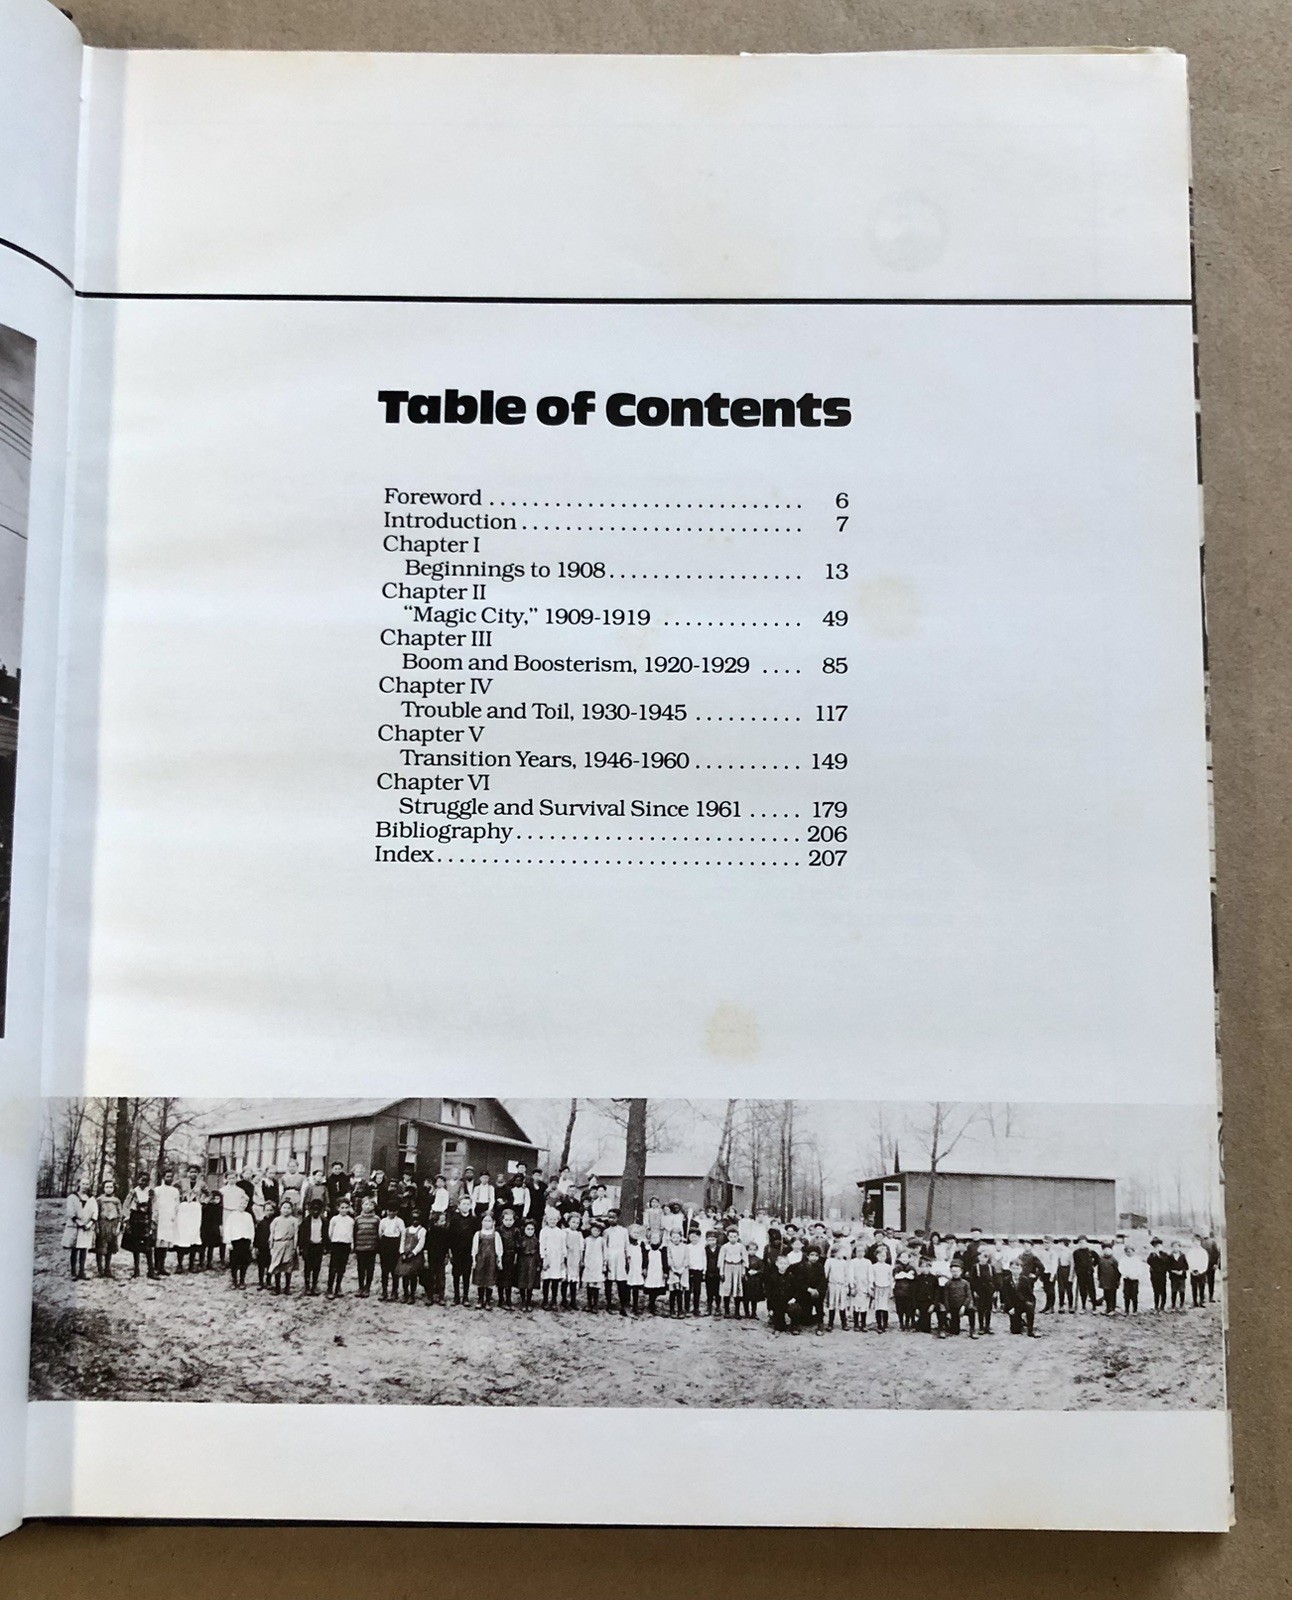 Table of Contents
Foreword ............................. 6
Introduction .......................... 7
Chapter I
Beginnings to 1908 .................. 13
Chapter II
“Magic City,” 1909-1919 ............. 49
Chapter III
Boom and Boosterism, 1920-1929 .... 85
Chapter IV
Trouble and Toil, 1930-1945 .......... 117
Chapter V
Transition Years, 1946-1960 .......... 149
Chapter VI
Struggle and Survival Since 1961 ..... 179
Bibliography ........................... 206
Index .................................. 207